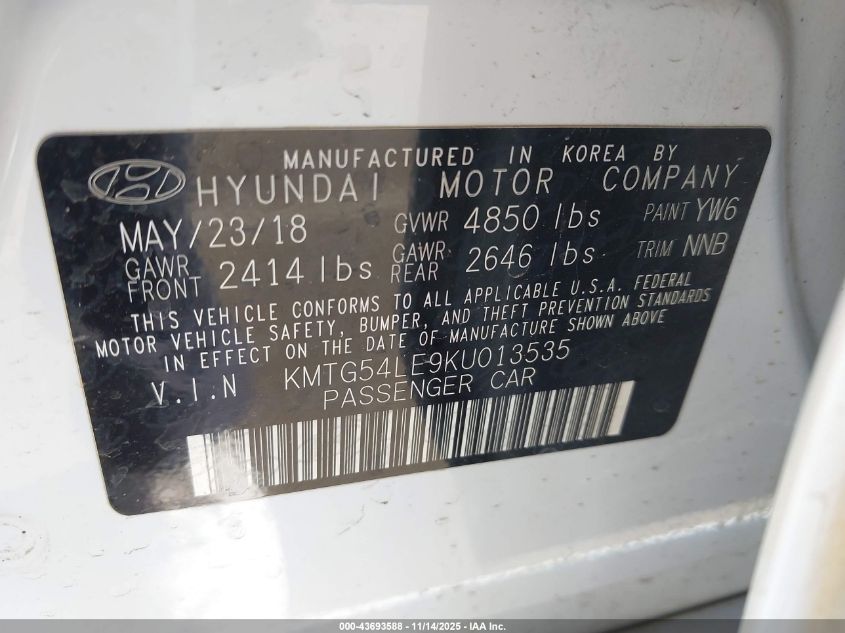 MANUFACTURED IN KOREA BY
HYUNDAI MOTOR COMPANY
MAY/23/18 GVWR 4850 lbs PAINT YW6
GAWR FRONT 2414 lbs GAWR REAR 2646 lbs TRIM NNB
THIS VEHICLE CONFORMS TO ALL APPLICABLE U.S.A. FEDERAL
MOTOR VEHICLE SAFETY, BUMPER, AND THEFT PREVENTION STANDARDS
IN EFFECT ON THE DATE OF MANUFACTURE SHOWN ABOVE
V.I.N KMTG54LE9KU013535
PASSENGER CAR
000-43693588 - 11/14/2025 - IAA Inc.